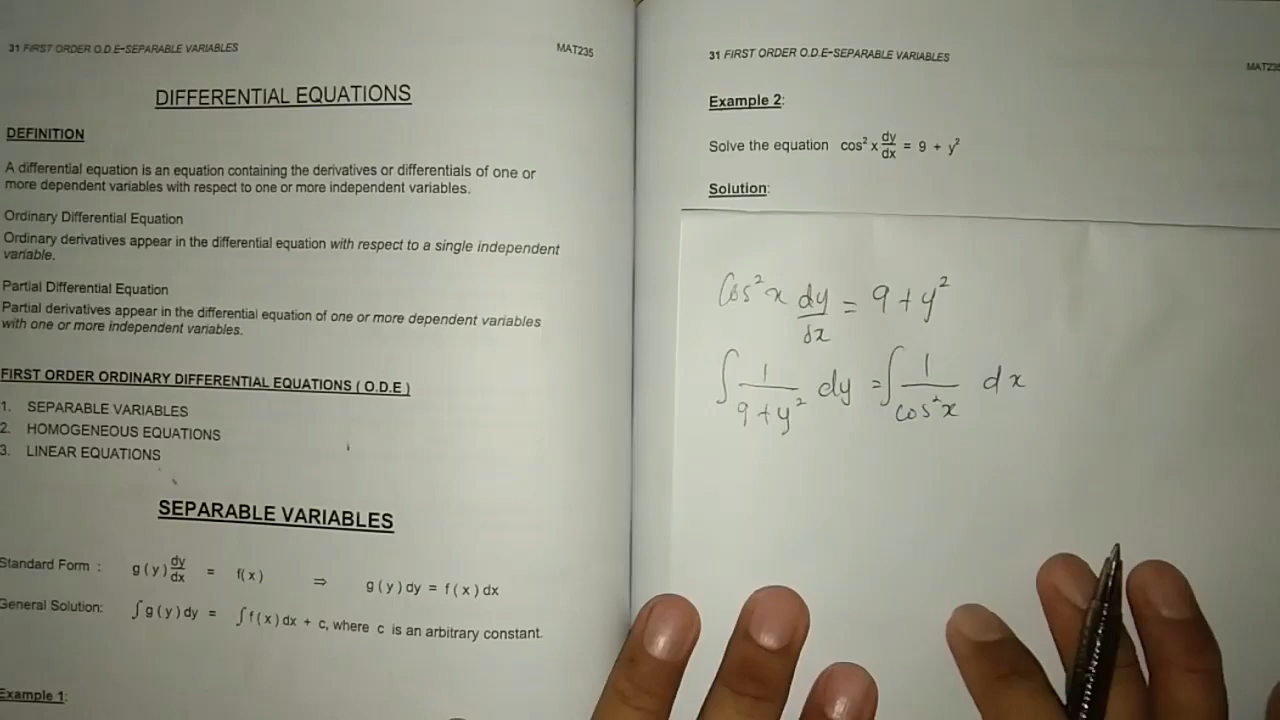 31 FIRST ORDER O.D.E-SEPARABLE VARIABLES MAT235
DIFFERENTIAL EQUATIONS
DEFINITION
A differential equation is an equation containing the derivatives or differentials of one or
more dependent variables with respect to one or more independent variables.
Ordinary Differential Equation
Ordinary derivatives appear in the differential equation with respect to a single independent
variable.
Partial Differential Equation
Partial derivatives appear in the differential equation of one or more dependent variables
with one or more independent variables.
FIRST ORDER ORDINARY DIFFERENTIAL EQUATIONS ( O.D.E )
1. SEPARABLE VARIABLES
2. HOMOGENEOUS EQUATIONS
3. LINEAR EQUATIONS
SEPARABLE VARIABLES
Standard Form : g ( y ) dy/dx = f( x ) ⇒ g ( y ) dy = f ( x ) dx
General Solution: ∫ g ( y ) dy = ∫ f ( x ) dx + c, where c is an arbitrary constant.
Example 1:
31 FIRST ORDER O.D.E-SEPARABLE VARIABLES MAT235
Example 2:
Solve the equation cos² x dy/dx = 9 + y²
Solution:
Cos² x dy/dx = 9 + y²
∫ 1/(9 + y²) dy = ∫ 1/(cos² x) dx